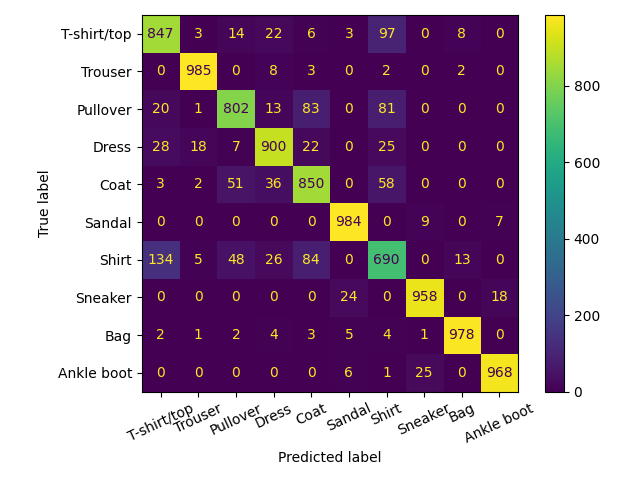 T-shirt/top 847 3 14 22 6 3 97 0 8 0
Trouser 0 985 0 8 3 0 2 0 2 0
Pullover 20 1 802 13 83 0 81 0 0 0
Dress 28 18 7 900 22 0 25 0 0 0
Coat 3 2 51 36 850 0 58 0 0 0
Sandal 0 0 0 0 0 984 0 9 0 7
Shirt 134 5 48 26 84 0 690 0 13 0
Sneaker 0 0 0 0 0 24 0 958 0 18
Bag 2 1 2 4 3 5 4 1 978 0
Ankle boot 0 0 0 0 0 6 1 25 0 968
T-shirt/top Trouser Pullover Dress Coat Sandal Shirt Sneaker Bag Ankle boot
Predicted label
True label
800
600
400
200
0